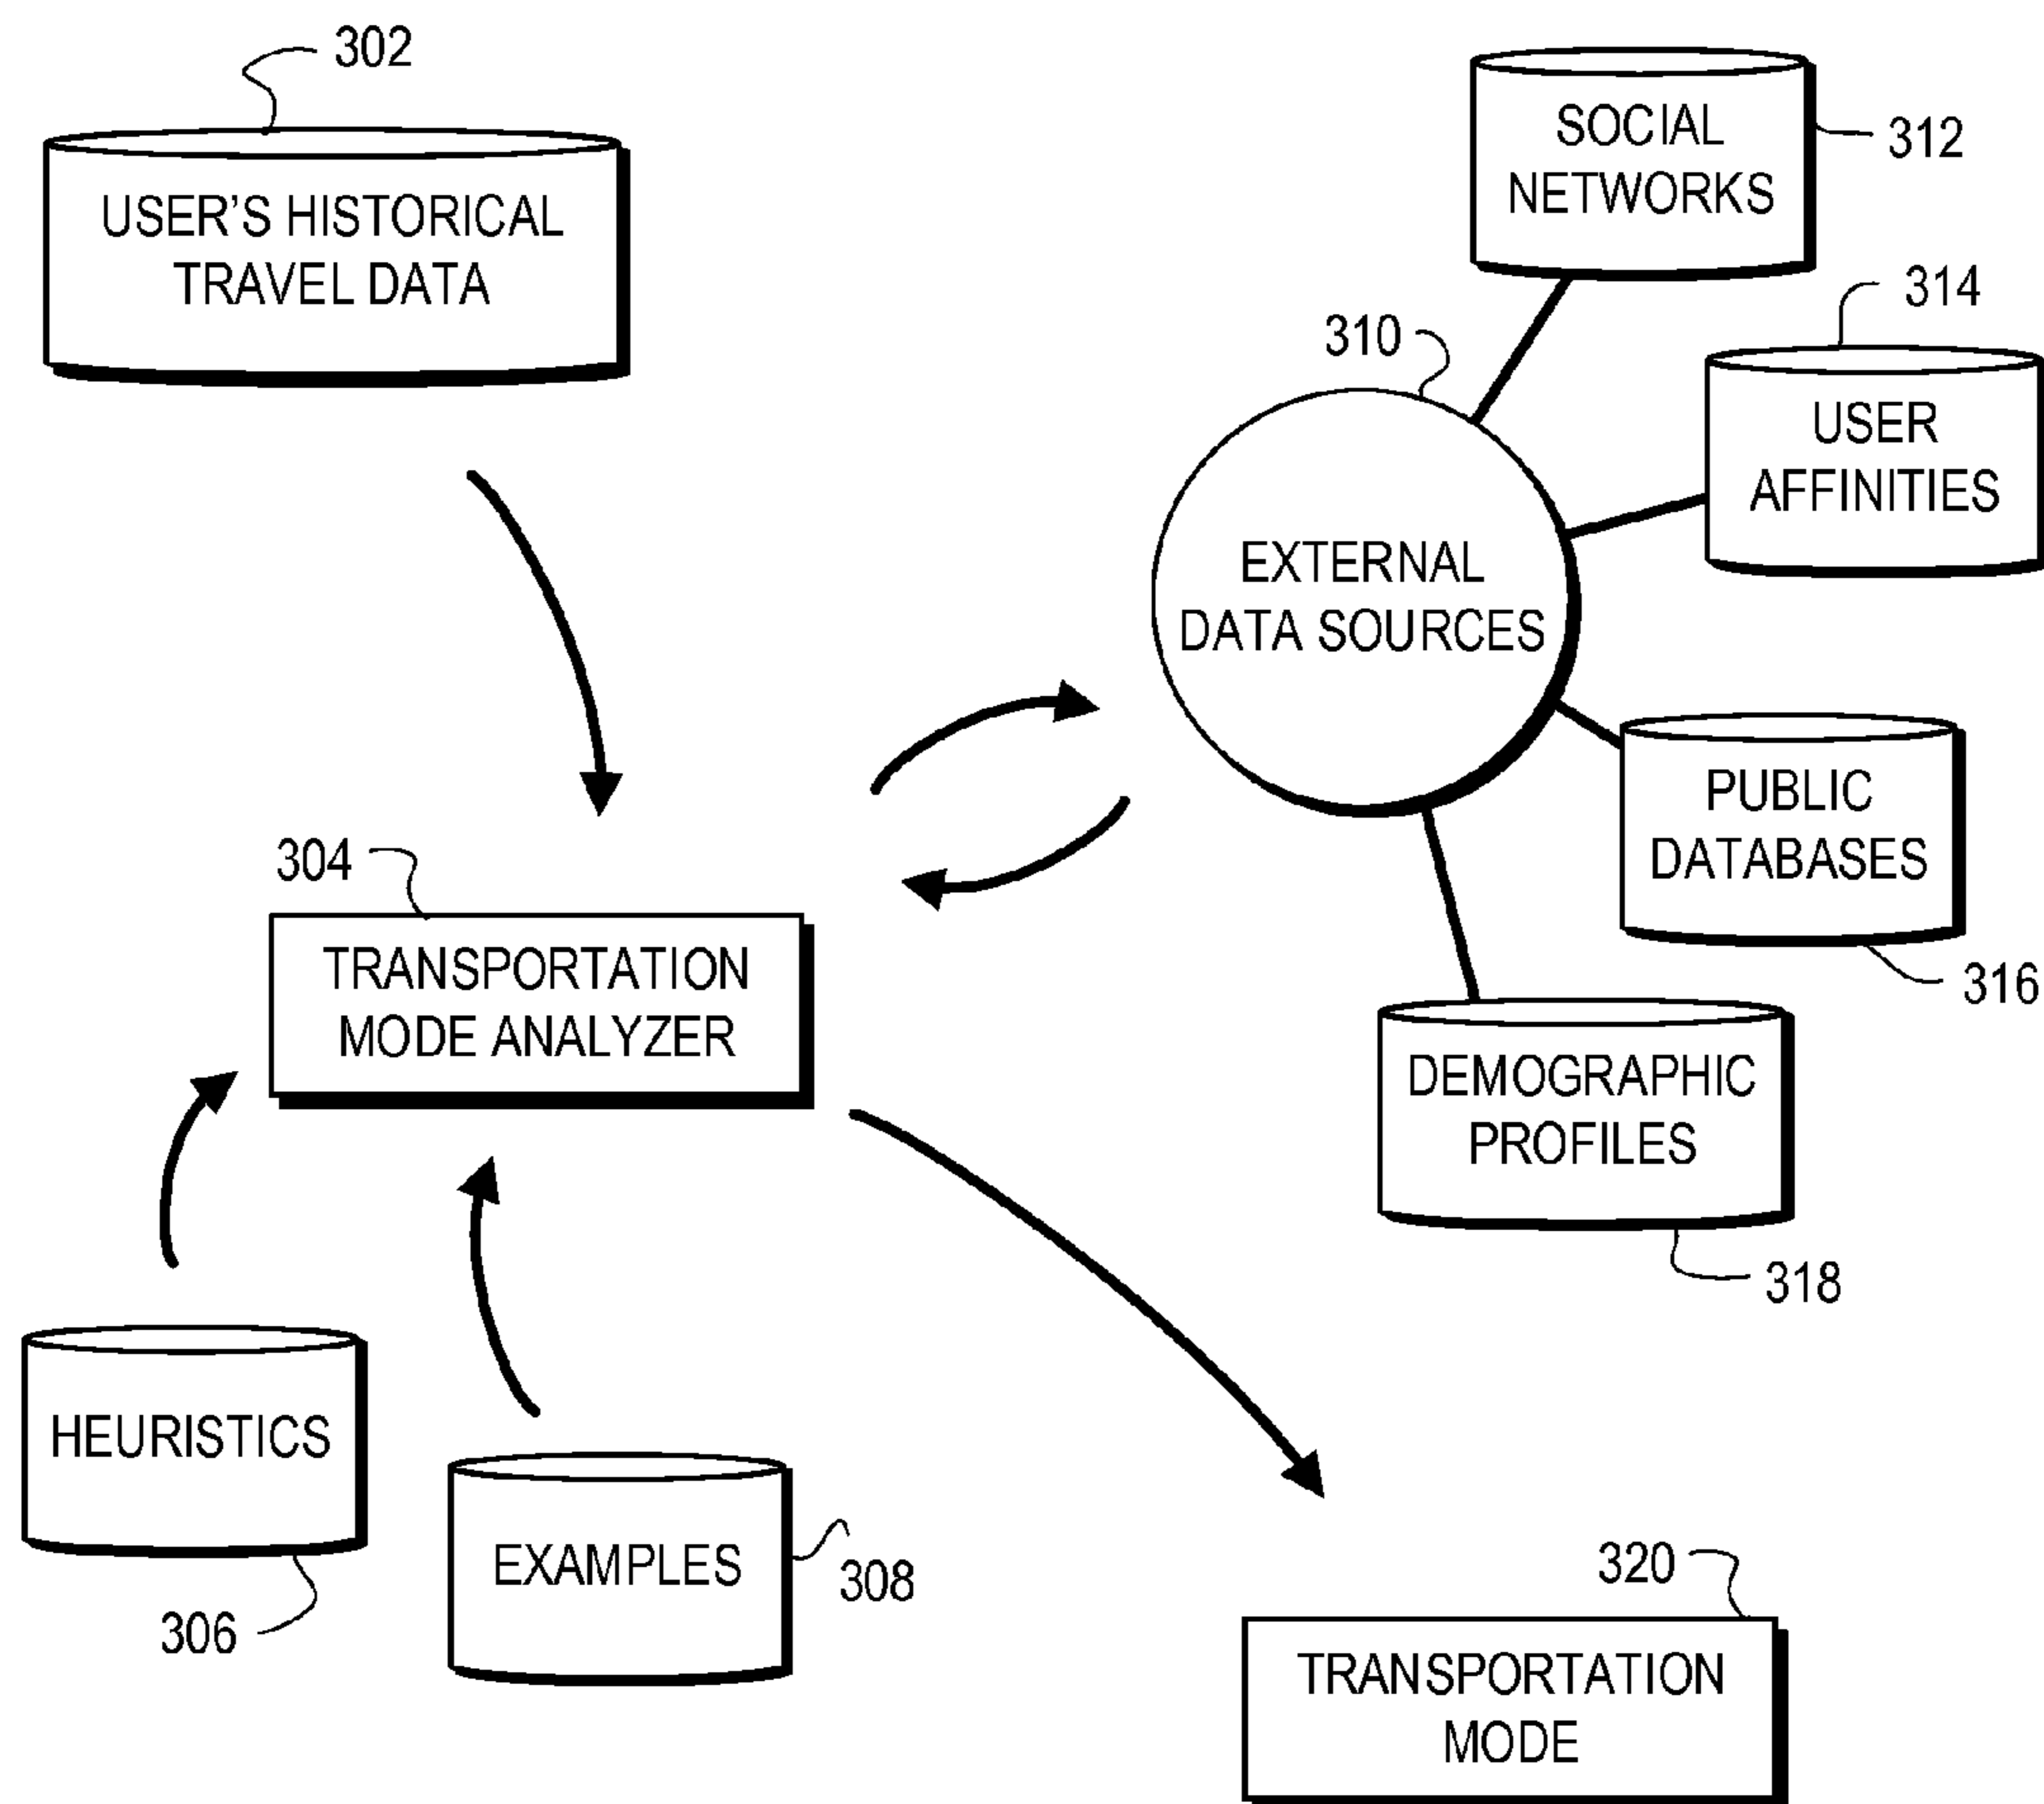 302
USER'S HISTORICAL
TRAVEL DATA
SOCIAL
NETWORKS
312
314
310
USER
AFFINITIES
EXTERNAL
DATA SOURCES
PUBLIC
DATABASES
316
304
TRANSPORTATION
MODE ANALYZER
DEMOGRAPHIC
PROFILES
318
HEURISTICS
306
EXAMPLES
308
320
TRANSPORTATION
MODE